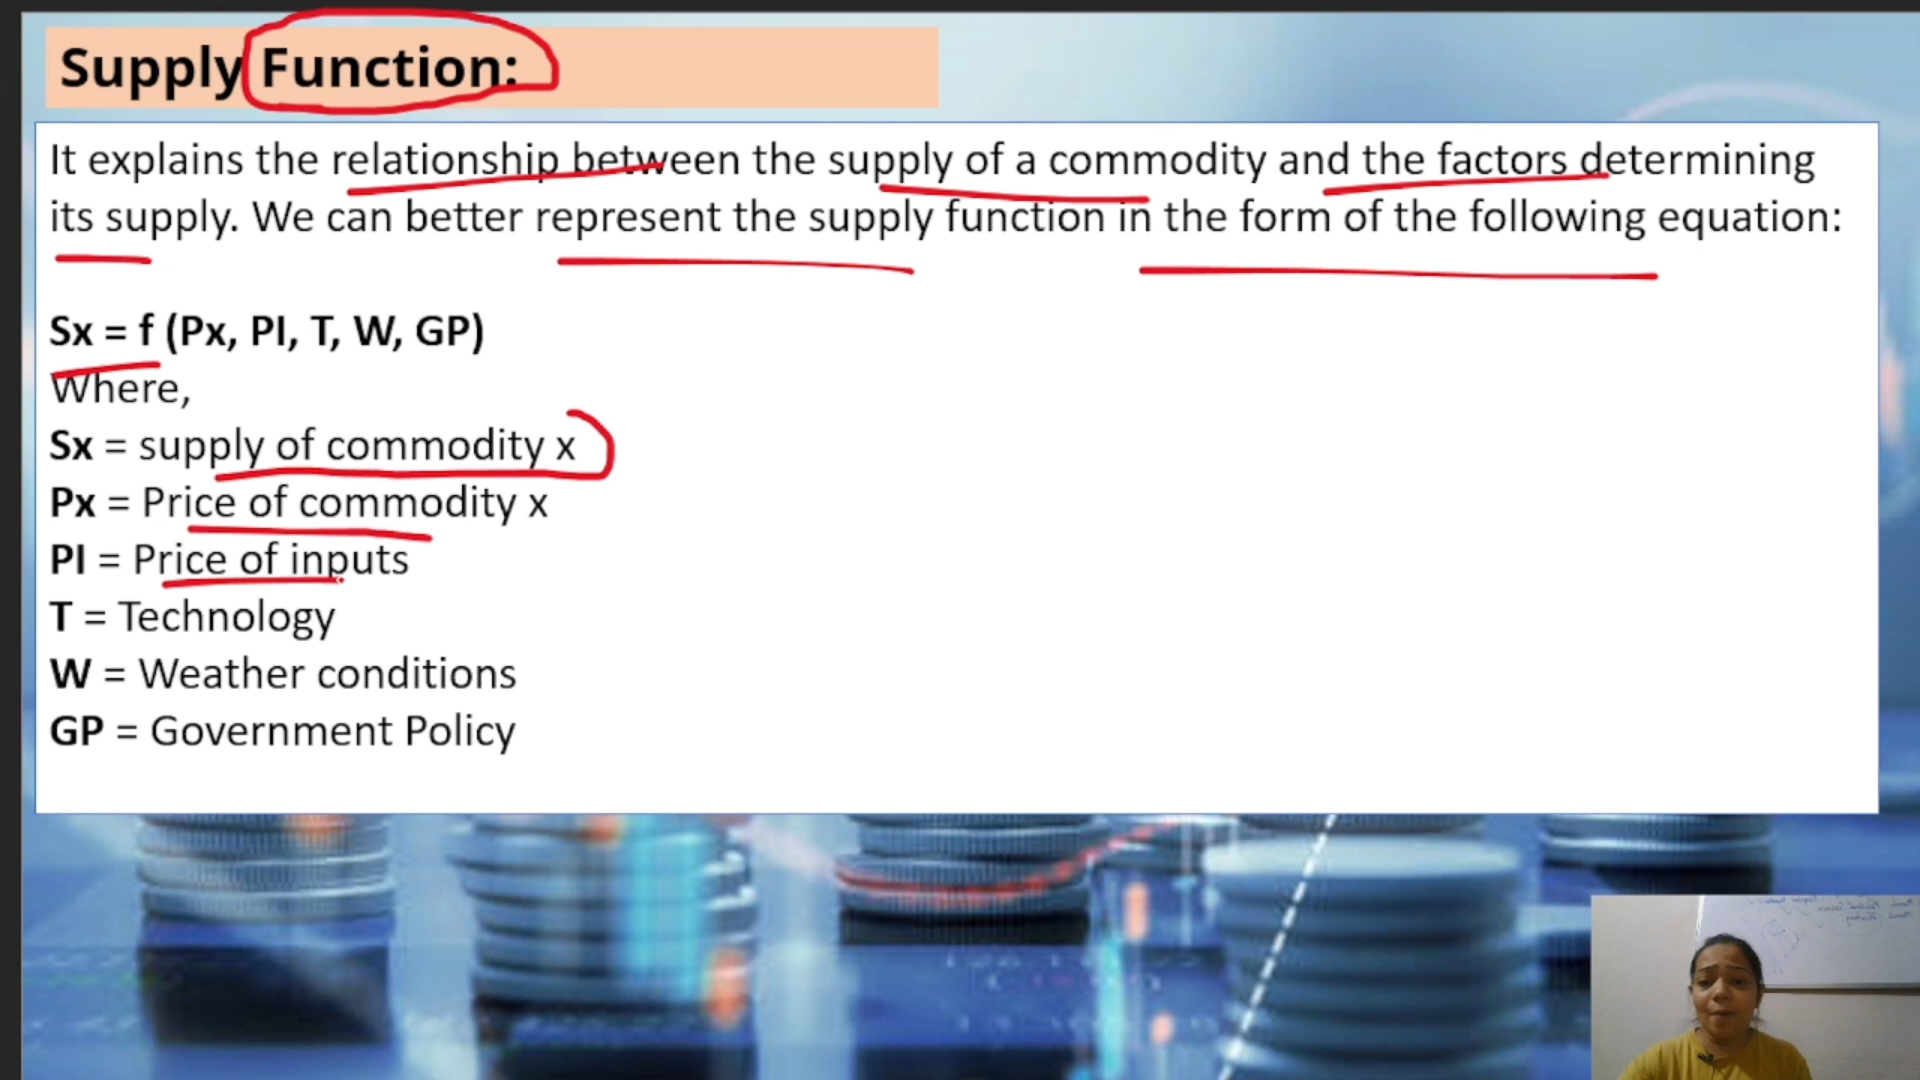 Supply Function:
It explains the relationship between the supply of a commodity and the factors determining
its supply. We can better represent the supply function in the form of the following equation:
Sx = f (Px, PI, T, W, GP)
Where,
Sx = supply of commodity x
Px = Price of commodity x
PI = Price of inputs
T = Technology
W = Weather conditions
GP = Government Policy